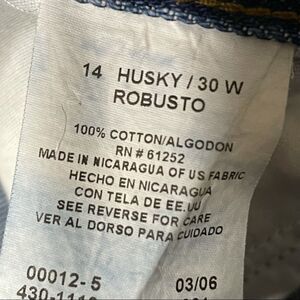 14 HUSKY / 30 W
ROBUSTO
100% COTTON/ALGODON
RN # 61252
MADE IN NICARAGUA OF US FABRIC
HECHO EN NICARAGUA
CON TELA DE EE.UU
SEE REVERSE FOR CARE
VER AL DORSO PARA CUIDADO
00012-5 03/06